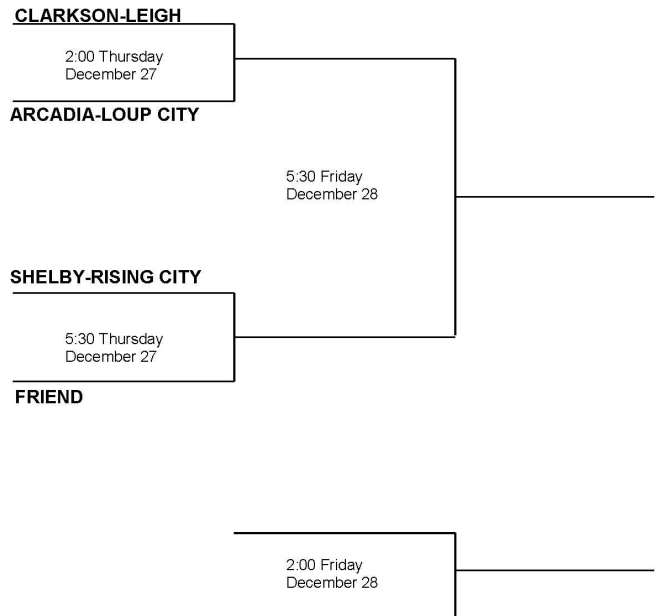 CLARKSON-LEIGH
2:00 Thursday
December 27
ARCADIA-LOUP CITY
5:30 Friday
December 28
SHELBY-RISING CITY
5:30 Thursday
December 27
FRIEND
2:00 Friday
December 28